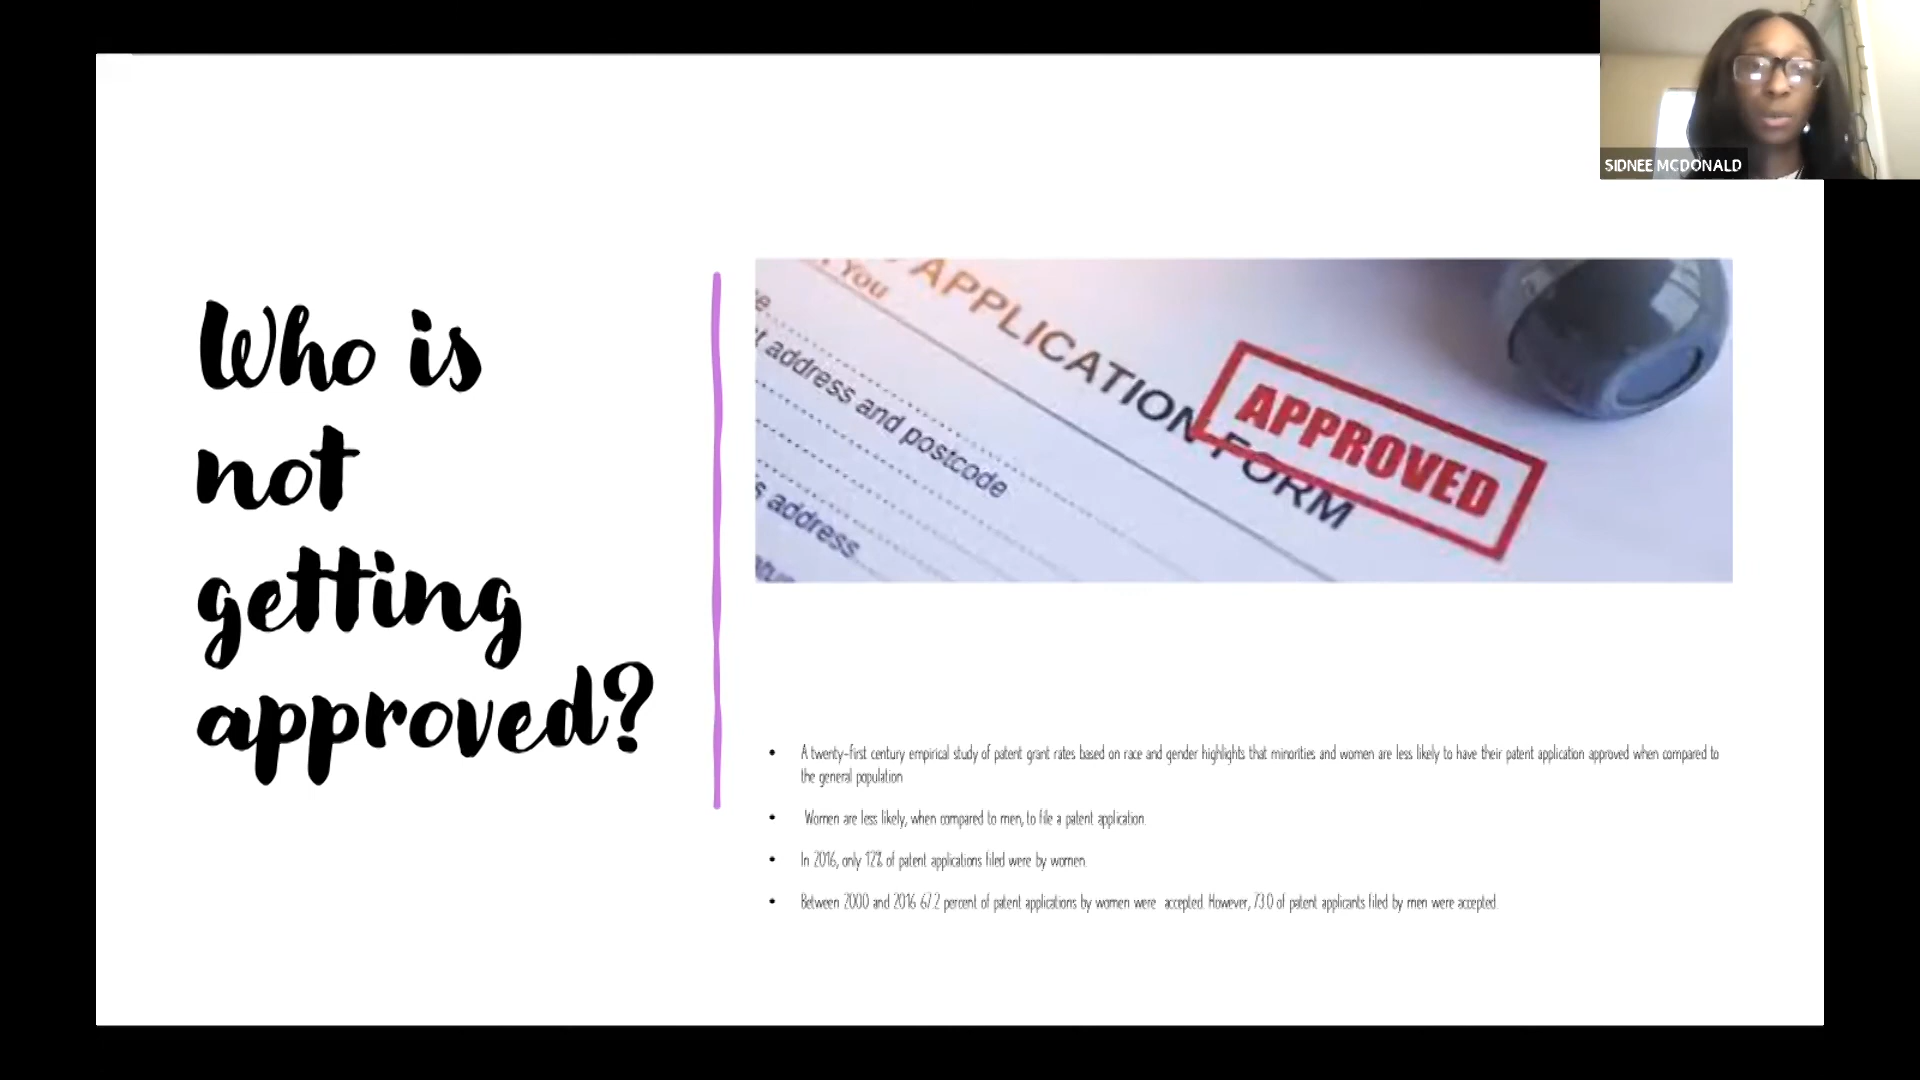 SIDNEE MCDONALD
Who is
not
getting
approved?
APPLICATION FORM
You
APPROVED
address and postcode
address
A twenty-first century empirical study of patent grant rates based on race and gender highlights that minorities and women are less likely to have their patent application approved when compared to
the general population
Women are less likely, when compared to men, to file a patent application.
In 2016, only 12% of patent applications filed were by women.
Between 2000 and 2016 67.2 percent of patent applications by women were accepted. However, 73.0 of patent applicants filed by men were accepted.